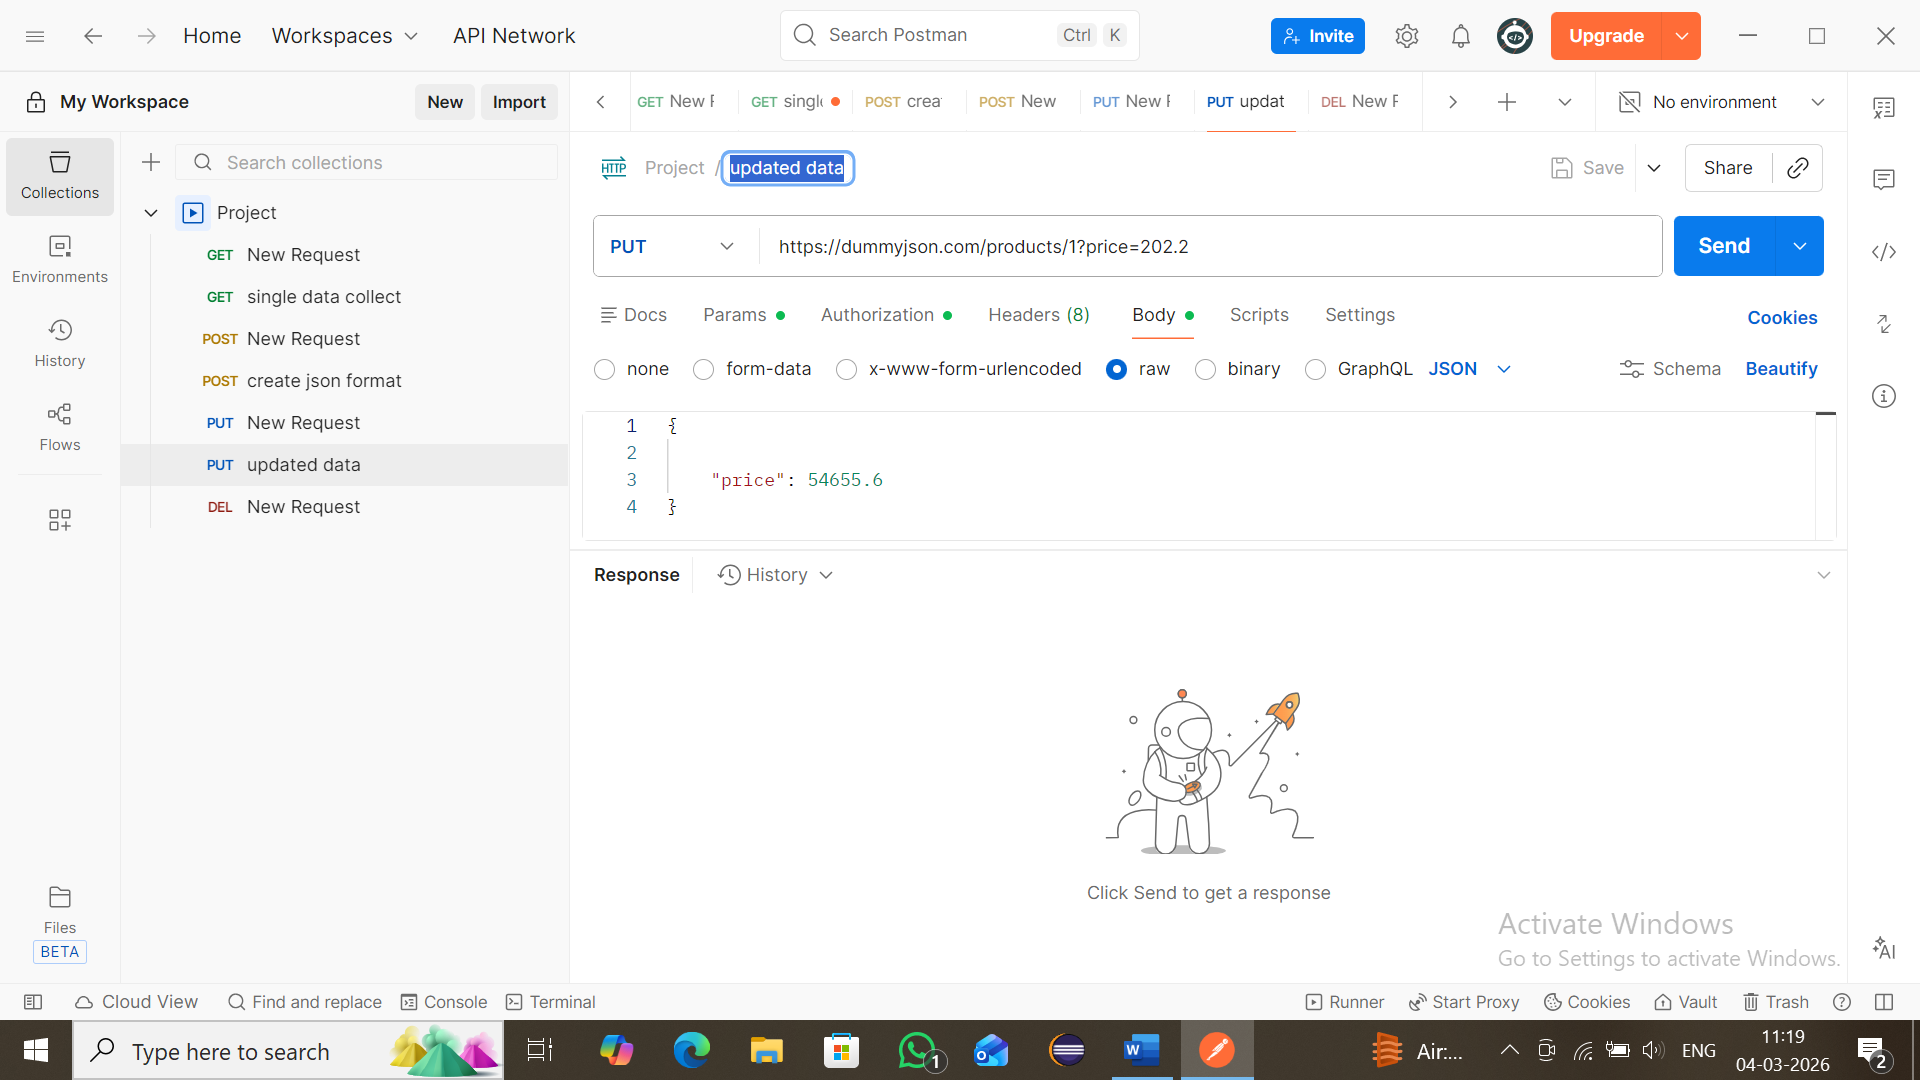 Home
Workspaces
API Network
Search Postman
Ctrl
K
Invite
Upgrade
My Workspace
New
Import
GET New F
GET single
POST crea
POST New
PUT New F
PUT updat
DEL New F
No environment
Collections
Environments
History
Flows
Files
BETA
Search collections
Project
GET New Request
GET single data collect
POST New Request
POST create json format
PUT New Request
PUT updated data
DEL New Request
HTTP
Project / updated data
Save
Share
PUT
https://dummyjson.com/products/1?price=202.2
Send
Docs
Params
Authorization
Headers (8)
Body
Scripts
Settings
Cookies
none
form-data
x-www-form-urlencoded
raw
binary
GraphQL
JSON
Schema
Beautify
1 {
2
3 "price": 54655.6
4 }
Response
History
Click Send to get a response
Activate Windows
Go to Settings to activate Windows.
AI
Cloud View
Find and replace
Console
Terminal
Runner
Start Proxy
Cookies
Vault
Trash
Type here to search
1
Air:...
ENG
11:19
04-03-2026
2